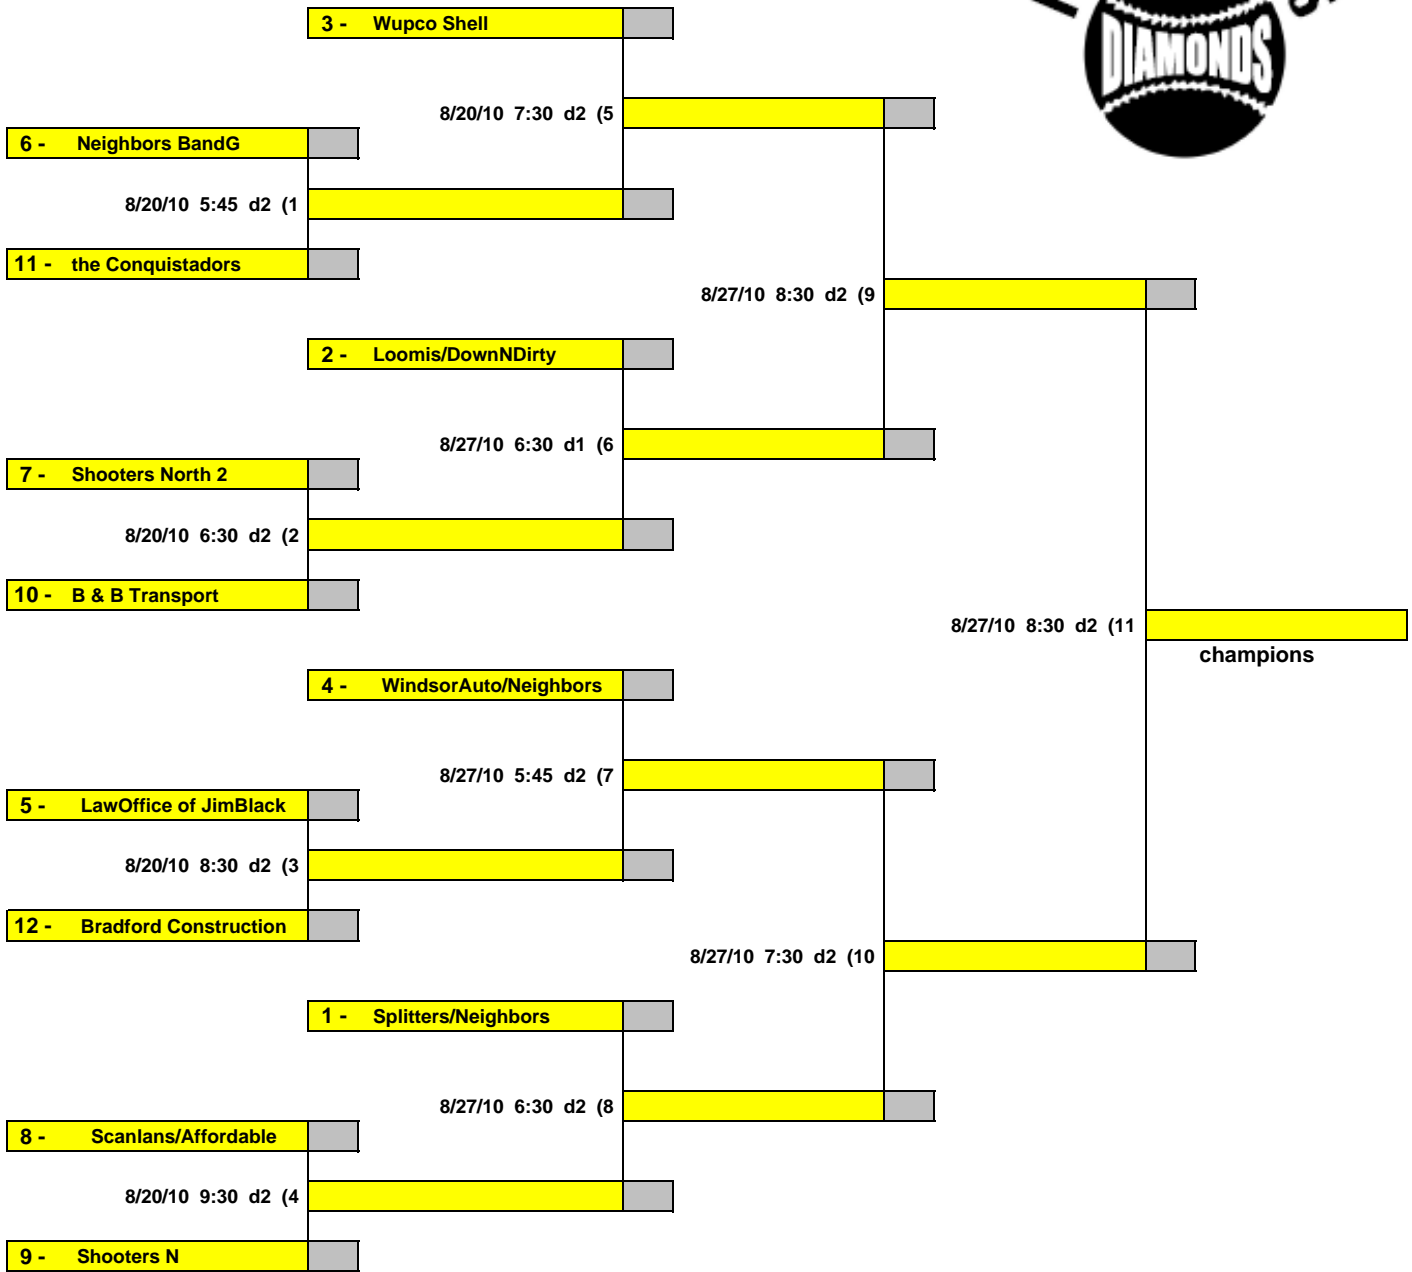 3 - Wupco Shell
DIAMONDS
8/20/10 7:30 d2 (5
6 - Neighbors BandG
8/20/10 5:45 d2 (1
11 - the Conquistadors
8/27/10 8:30 d2 (9
2 - Loomis/DownNDirty
8/27/10 6:30 d1 (6
7 - Shooters North 2
8/20/10 6:30 d2 (2
10 - B & B Transport
8/27/10 8:30 d2 (11
champions
4 - WindsorAuto/Neighbors
8/27/10 5:45 d2 (7
5 - LawOffice of JimBlack
8/20/10 8:30 d2 (3
12 - Bradford Construction
8/27/10 7:30 d2 (10
1 - Splitters/Neighbors
8/27/10 6:30 d2 (8
8 - Scanlans/Affordable
8/20/10 9:30 d2 (4
9 - Shooters N